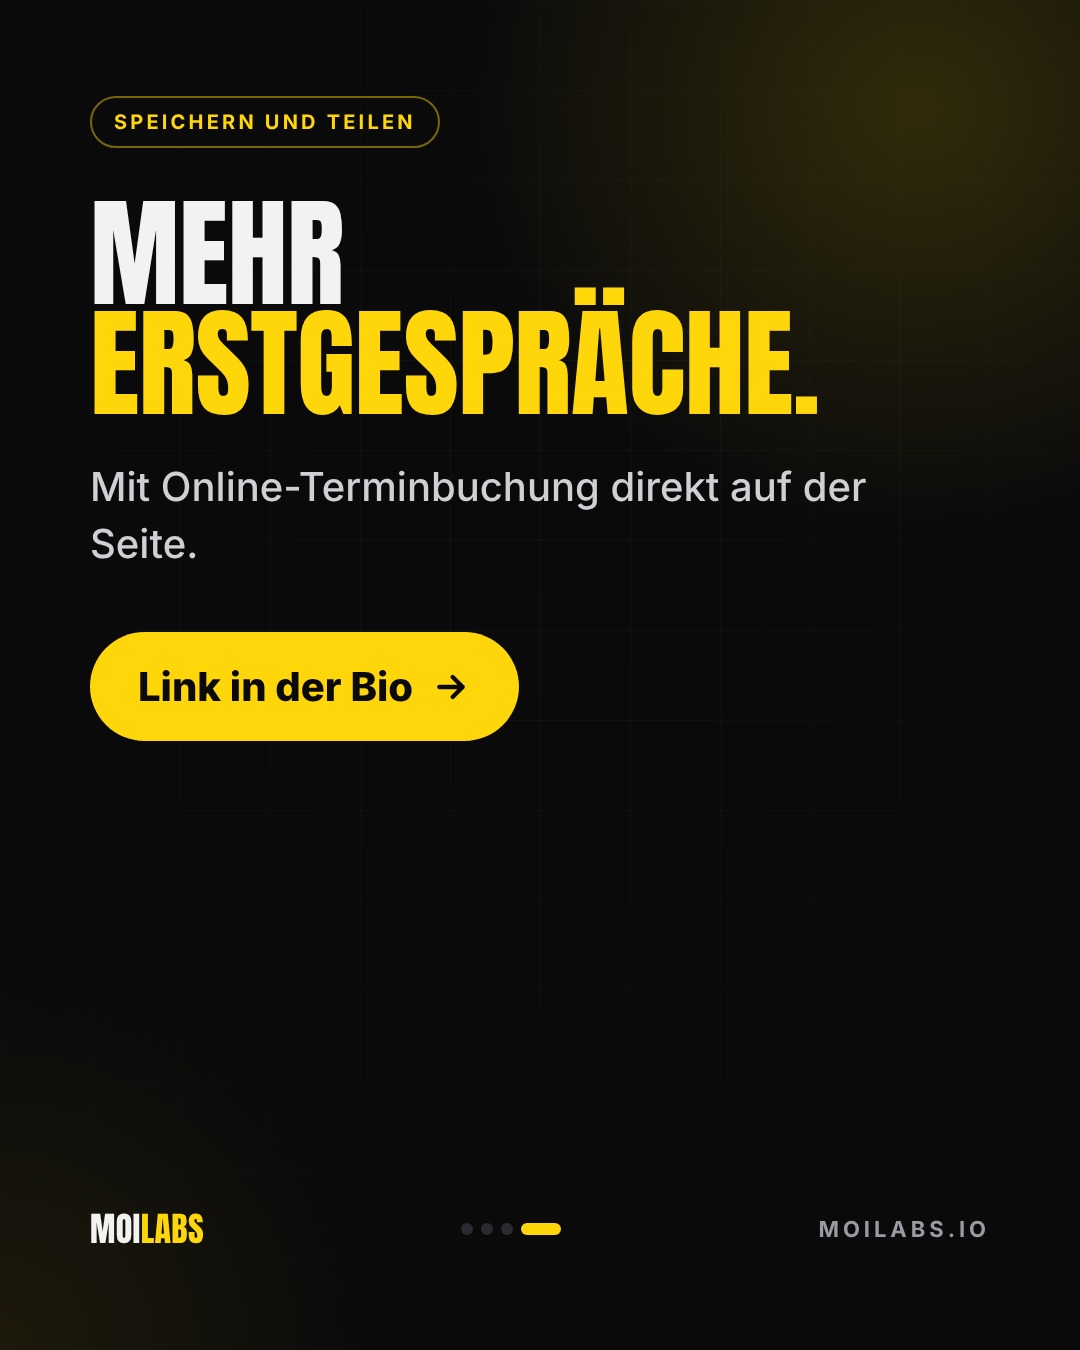 SPEICHERN UND TEILEN
MEHR
ERSTGESPRÄCHE.
Mit Online-Terminbuchung direkt auf der
Seite.
Link in der Bio →
MOILABS
MOILABS.IO